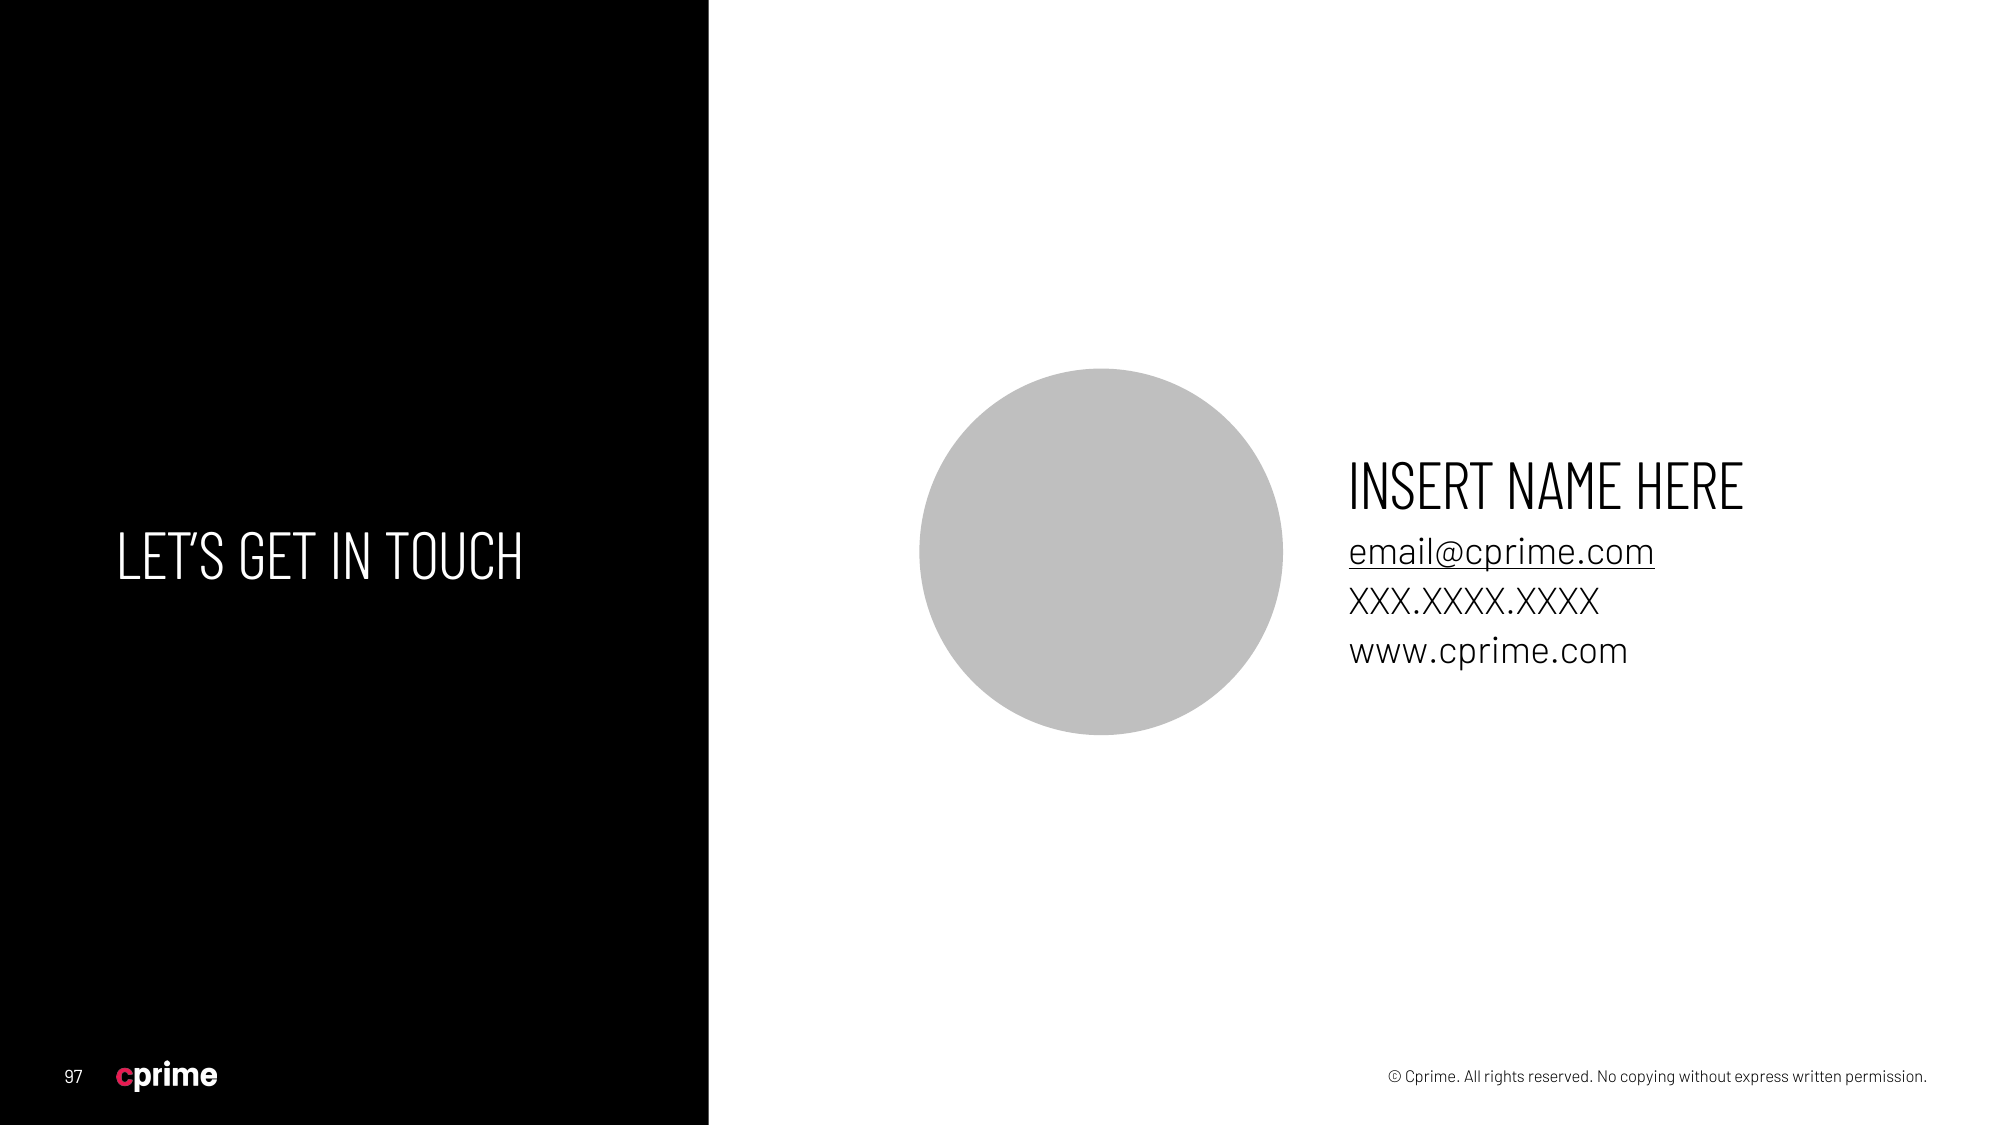 LET’S GET IN TOUCH
INSERT NAME HERE
email@cprime.com
XXX.XXXX.XXXX
www.cprime.com
97
cprime
© Cprime. All rights reserved. No copying without express written permission.